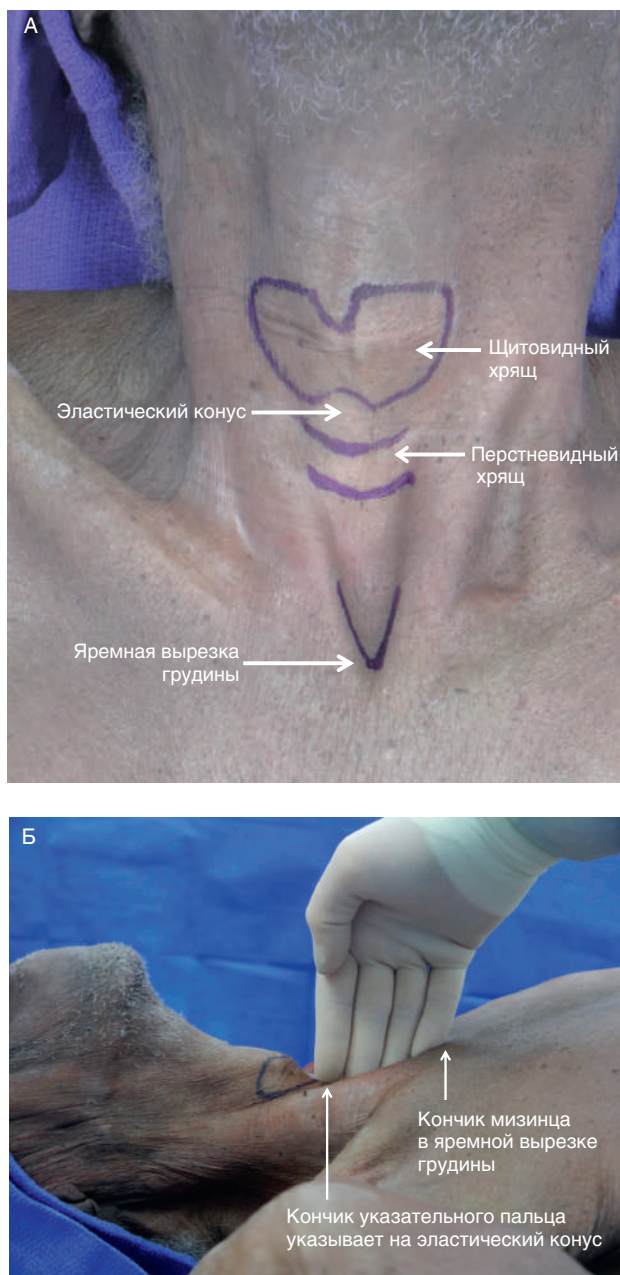 А
Щитовидный
хрящ
Эластический конус
Перстневидный
хрящ
Яремная вырезка
грудины
Б
Кончик мизинца
в яремной вырезке
грудины
Кончик указательного пальца
указывает на эластический конус